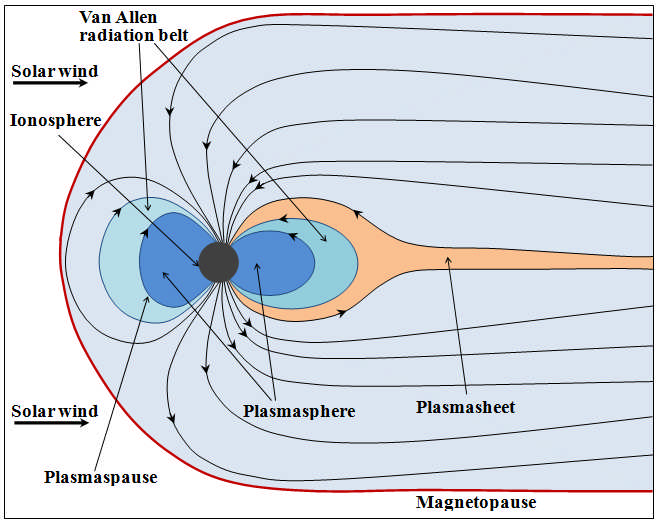 Van Allen
radiation belt
Solar wind
Ionosphere
Solar wind
Plasmasphere
Plasmasheet
Plasmaspause
Magnetopause